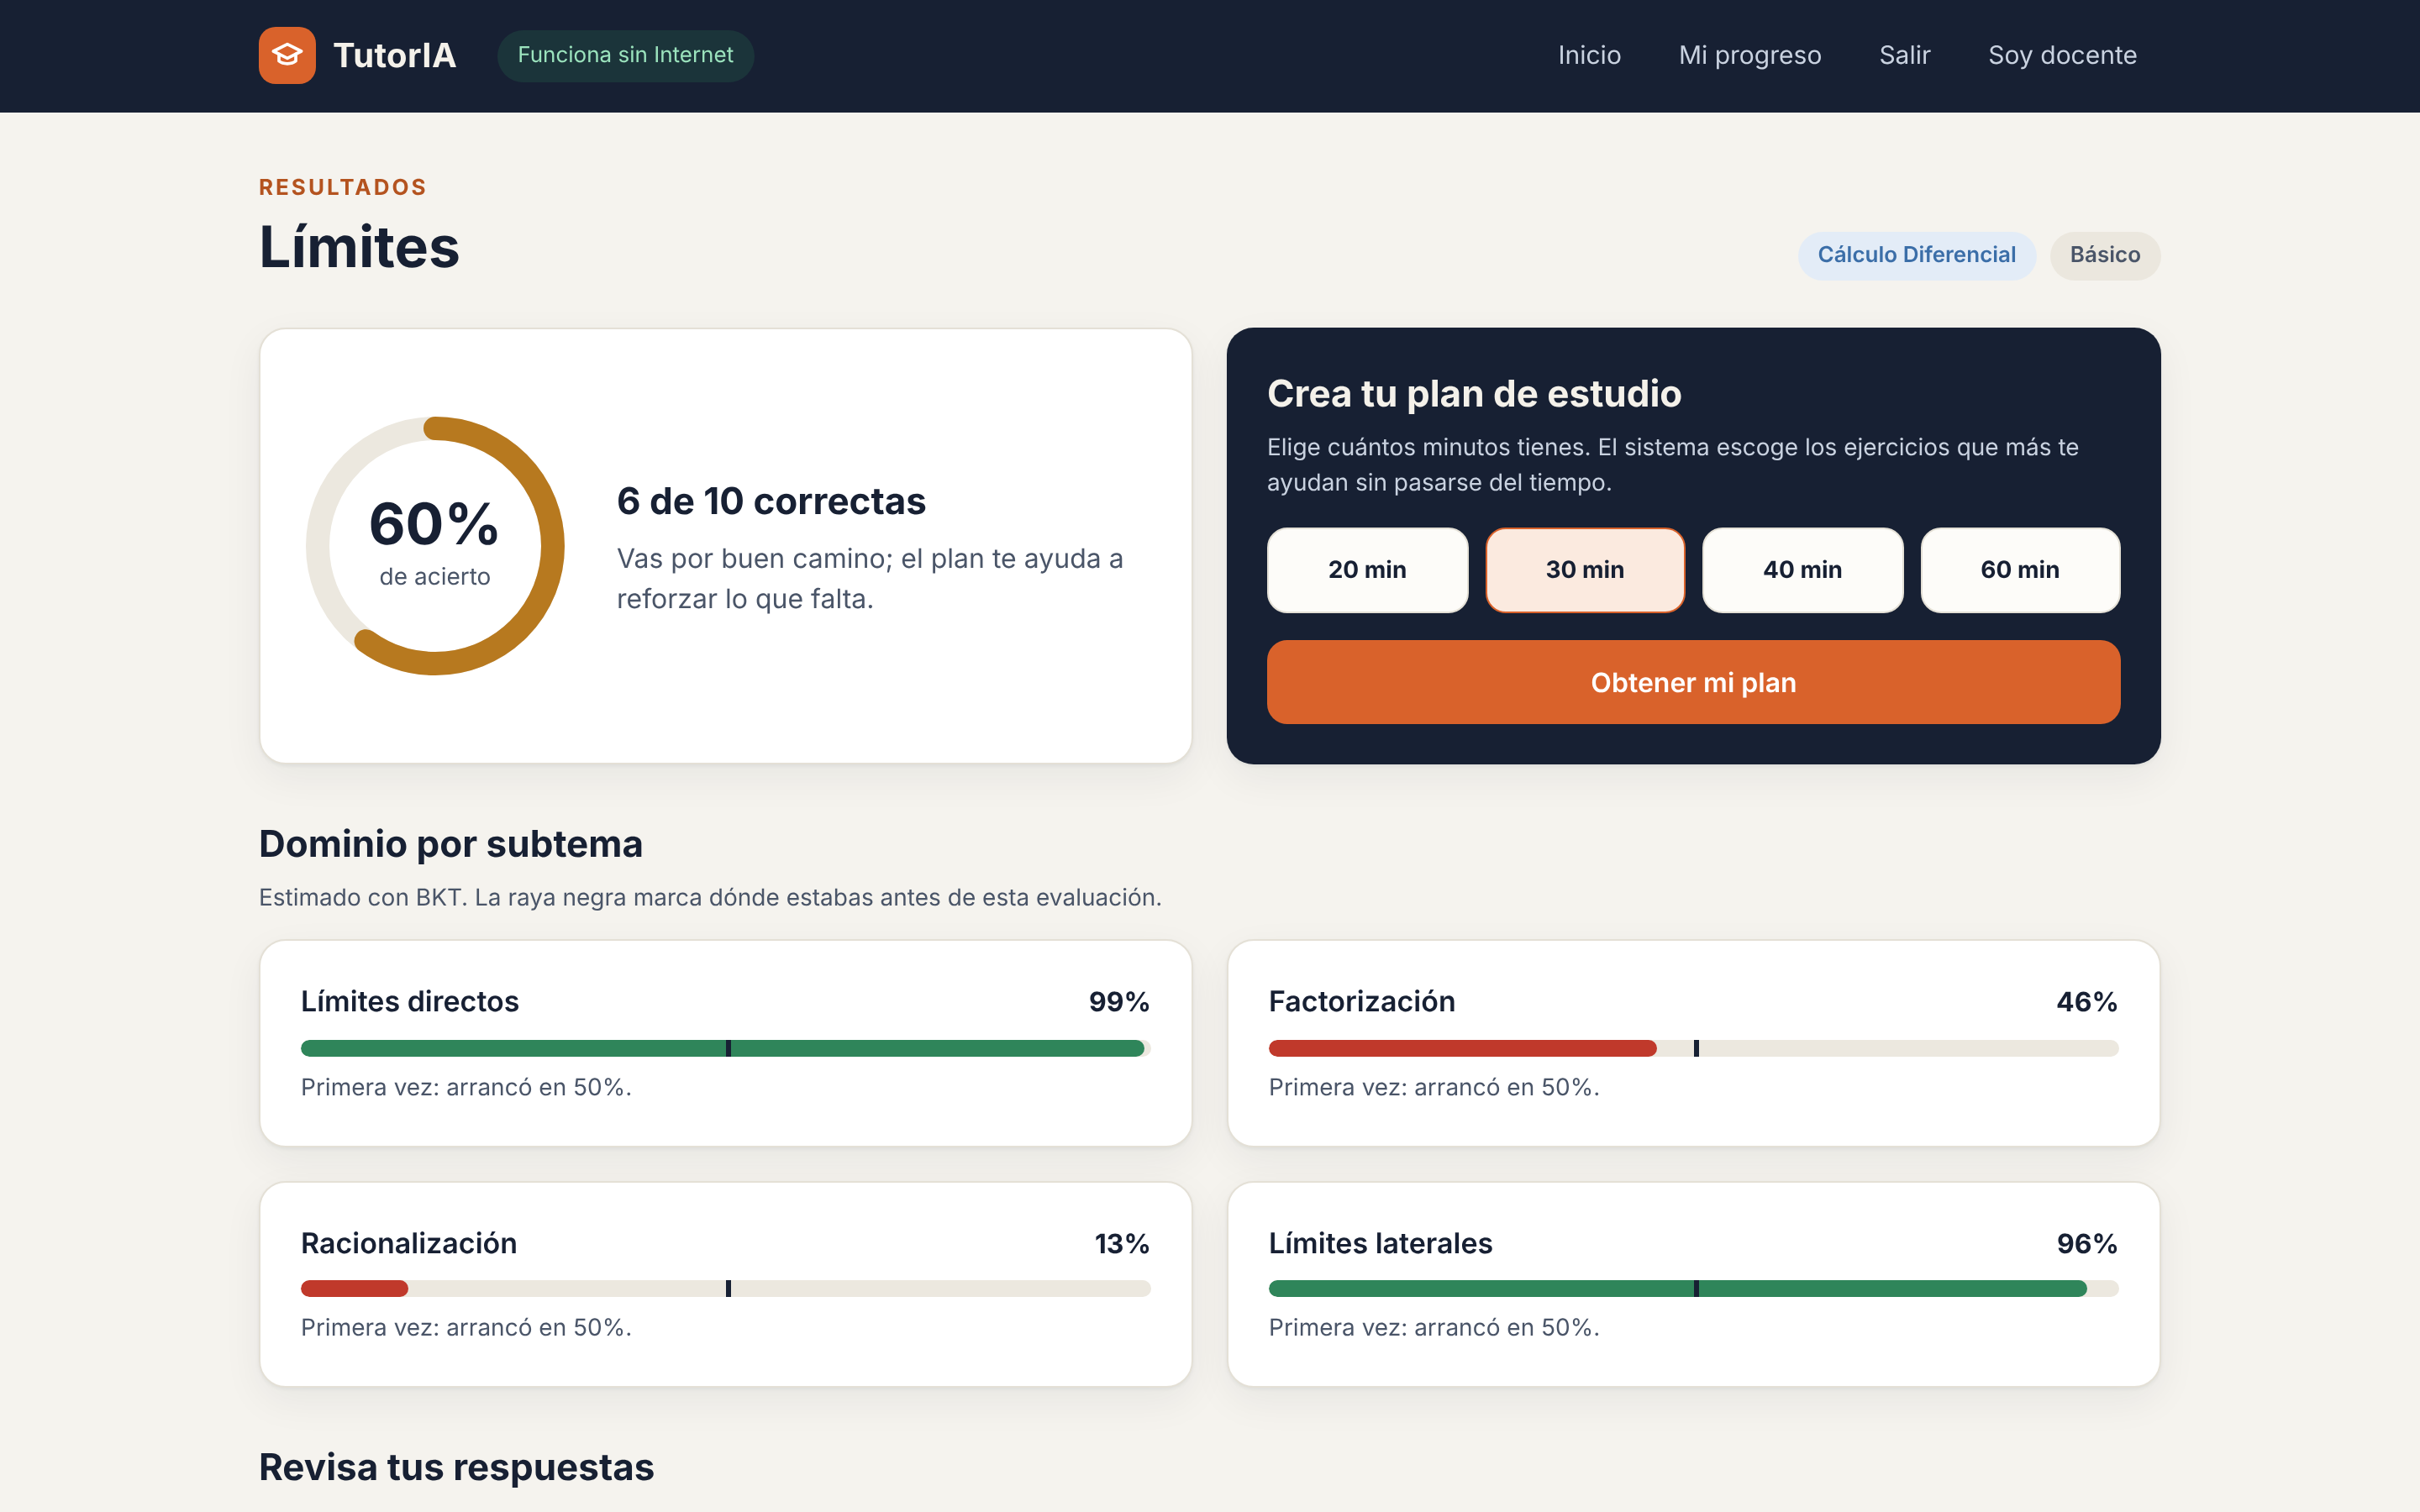 TutorIA
Funciona sin Internet
Inicio
Mi progreso
Salir
Soy docente
RESULTADOS
Límites
Cálculo Diferencial
Básico
60%
de acierto
6 de 10 correctas
Vas por buen camino; el plan te ayuda a
reforzar lo que falta.
Crea tu plan de estudio
Elige cuántos minutos tienes. El sistema escoge los ejercicios que más te
ayudan sin pasarse del tiempo.
20 min
30 min
40 min
60 min
Obtener mi plan
Dominio por subtema
Estimado con BKT. La raya negra marca dónde estabas antes de esta evaluación.
Límites directos
99%
Primera vez: arrancó en 50%.
Factorización
46%
Primera vez: arrancó en 50%.
Racionalización
13%
Primera vez: arrancó en 50%.
Límites laterales
96%
Primera vez: arrancó en 50%.
Revisa tus respuestas